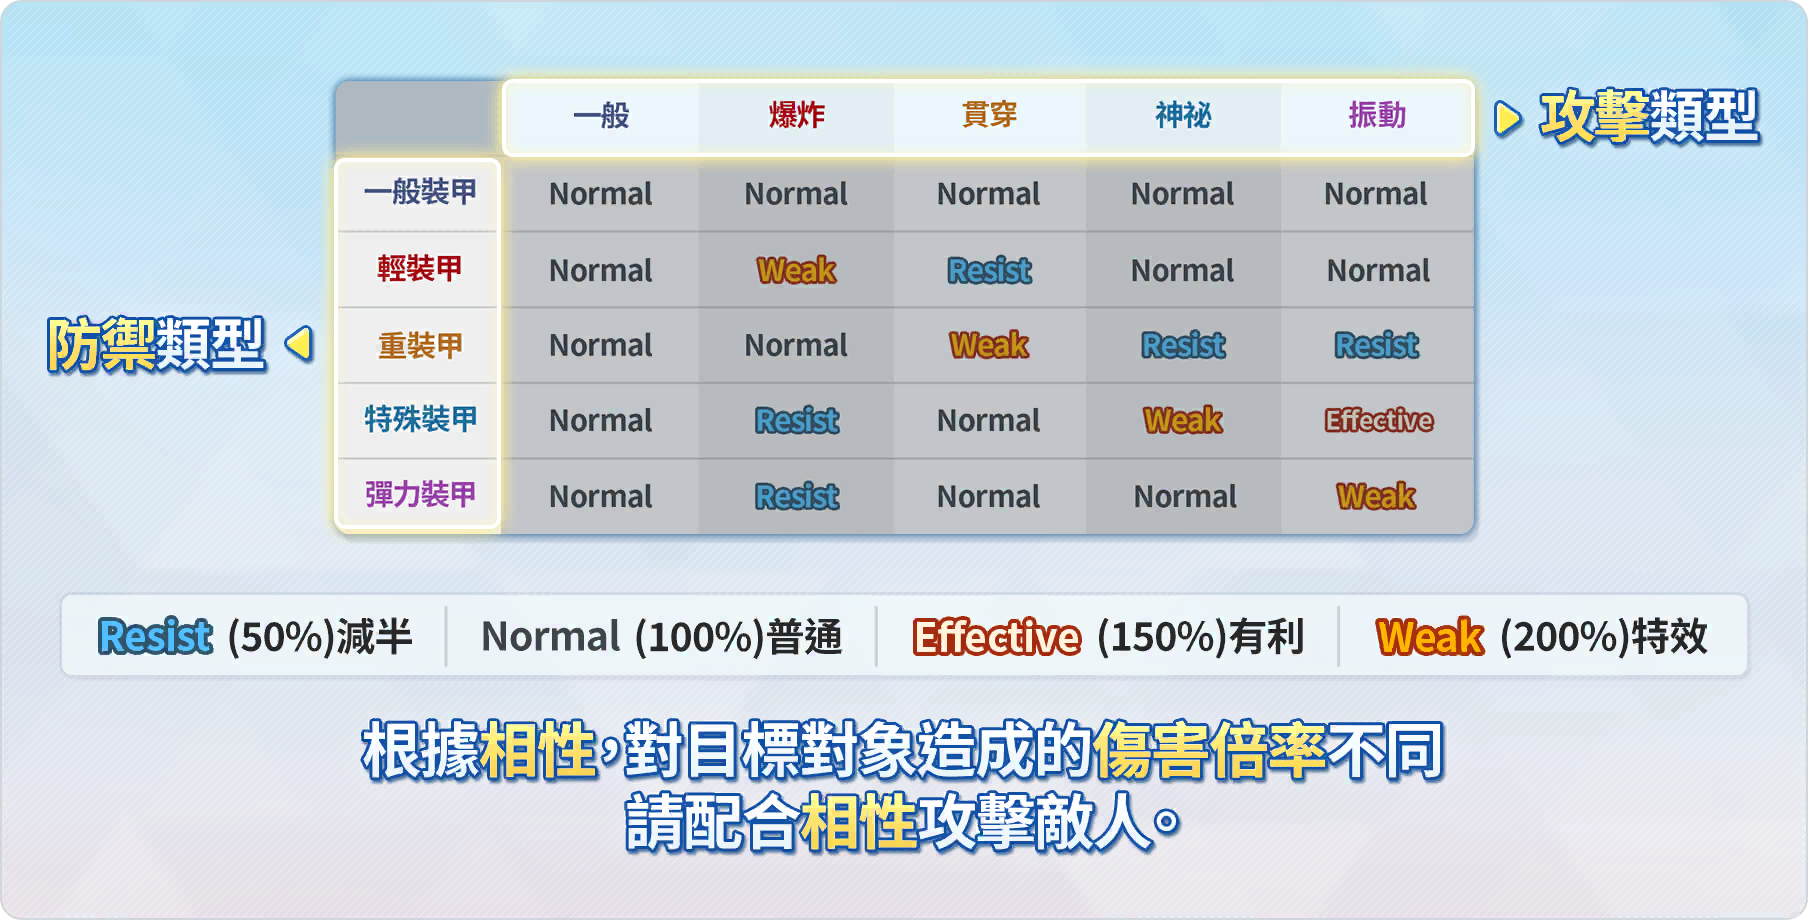 一般 爆炸 貫穿 神祕 振動
攻擊類型
一般裝甲 Normal Normal Normal Normal Normal
輕裝甲 Normal Weak Resist Normal Normal
防禦類型
重裝甲 Normal Normal Weak Resist Resist
特殊裝甲 Normal Resist Normal Weak Effective
彈力裝甲 Normal Resist Normal Normal Weak
Resist (50%)減半 Normal (100%)普通 Effective (150%)有利 Weak (200%)特效
根據相性，對目標對象造成的傷害倍率不同
請配合相性攻擊敵人。